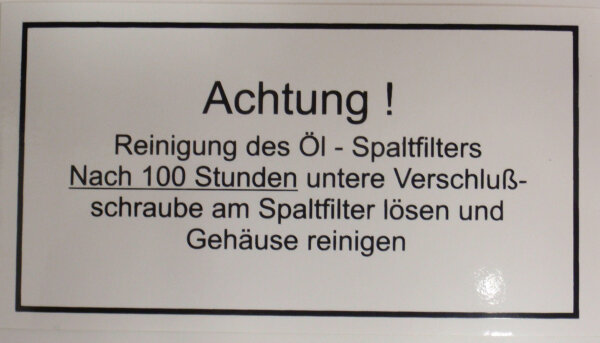 Achtung !
Reinigung des Öl - Spaltfilters
Nach 100 Stunden untere Verschluß-
schraube am Spaltfilter lösen und
Gehäuse reinigen